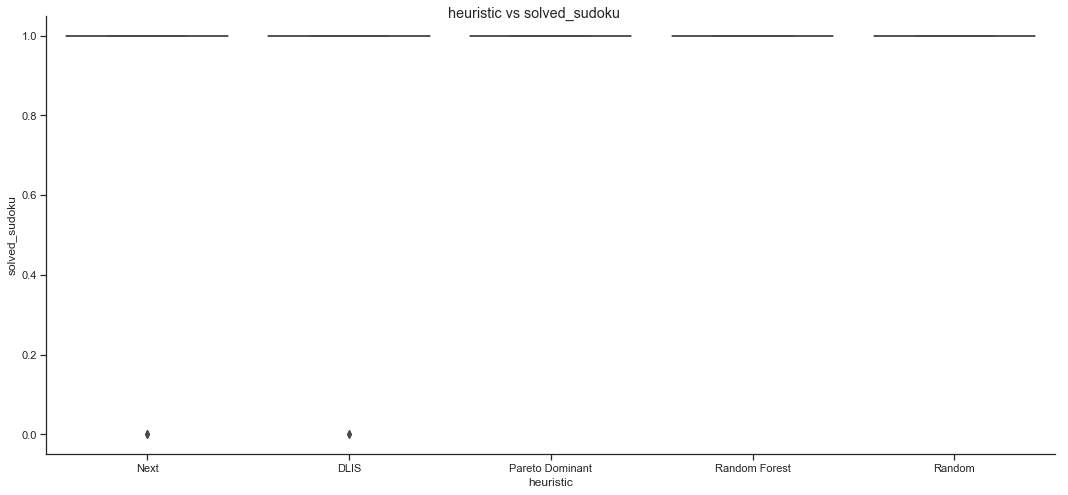 heuristic vs solved_sudoku
1.0
0.8
0.6
0.4
0.2
0.0
solved_sudoku
Next DLIS Pareto Dominant Random Forest Random
heuristic